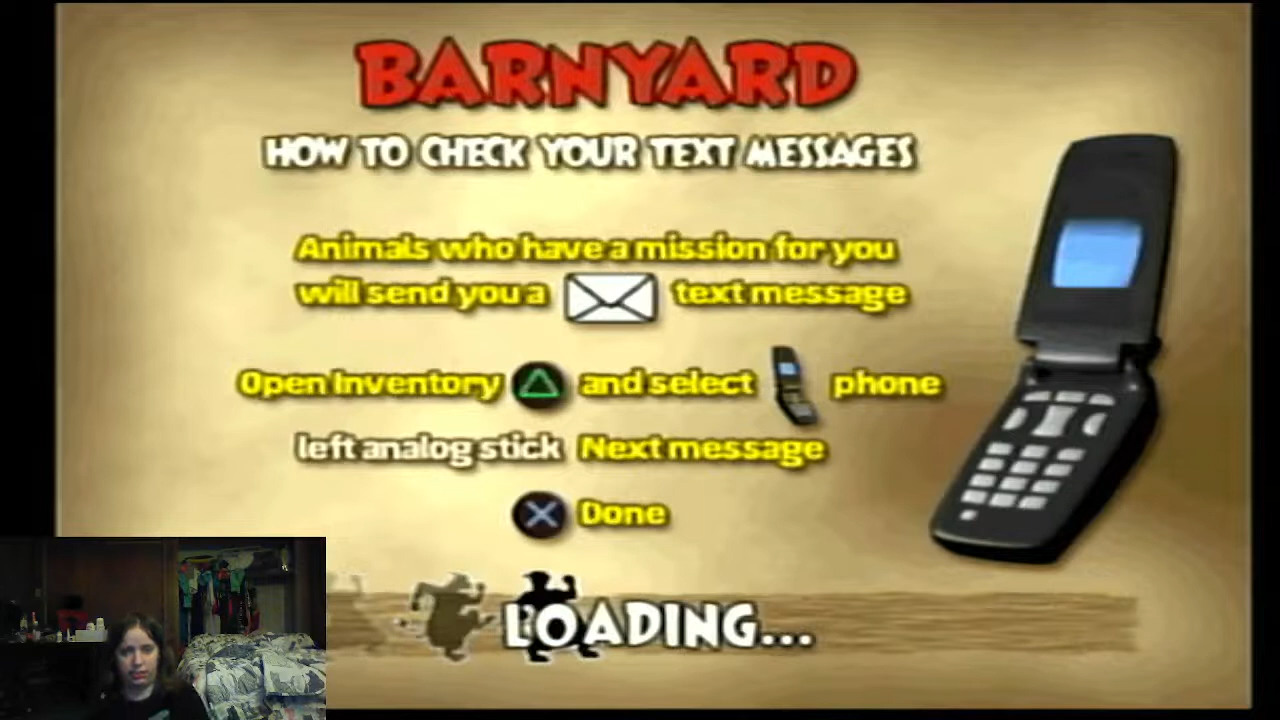 BARNYARD
HOW TO CHECK YOUR TEXT MESSAGES
Animals who have a mission for you
will send you a text message
Open Inventory and select phone
left analog stick Next message
Done
LOADING...